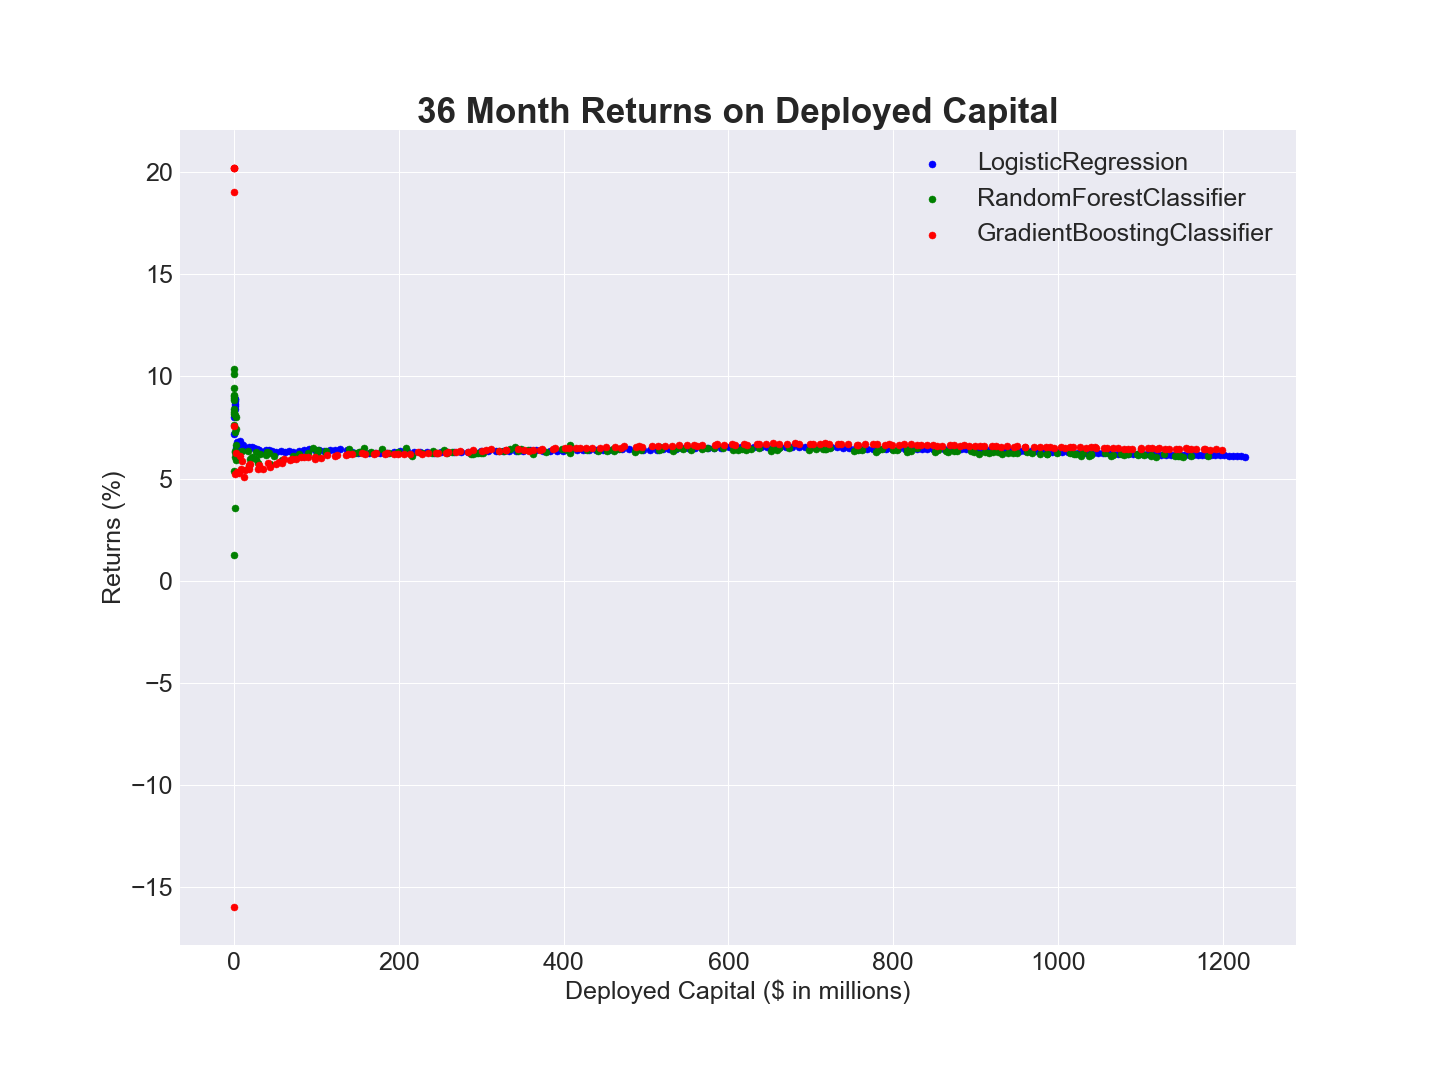 36 Month Returns on Deployed Capital
LogisticRegression
RandomForestClassifier
GradientBoostingClassifier
20
15
10
5
0
−5
−10
−15
Returns (%)
0 200 400 600 800 1000 1200
Deployed Capital ($ in millions)